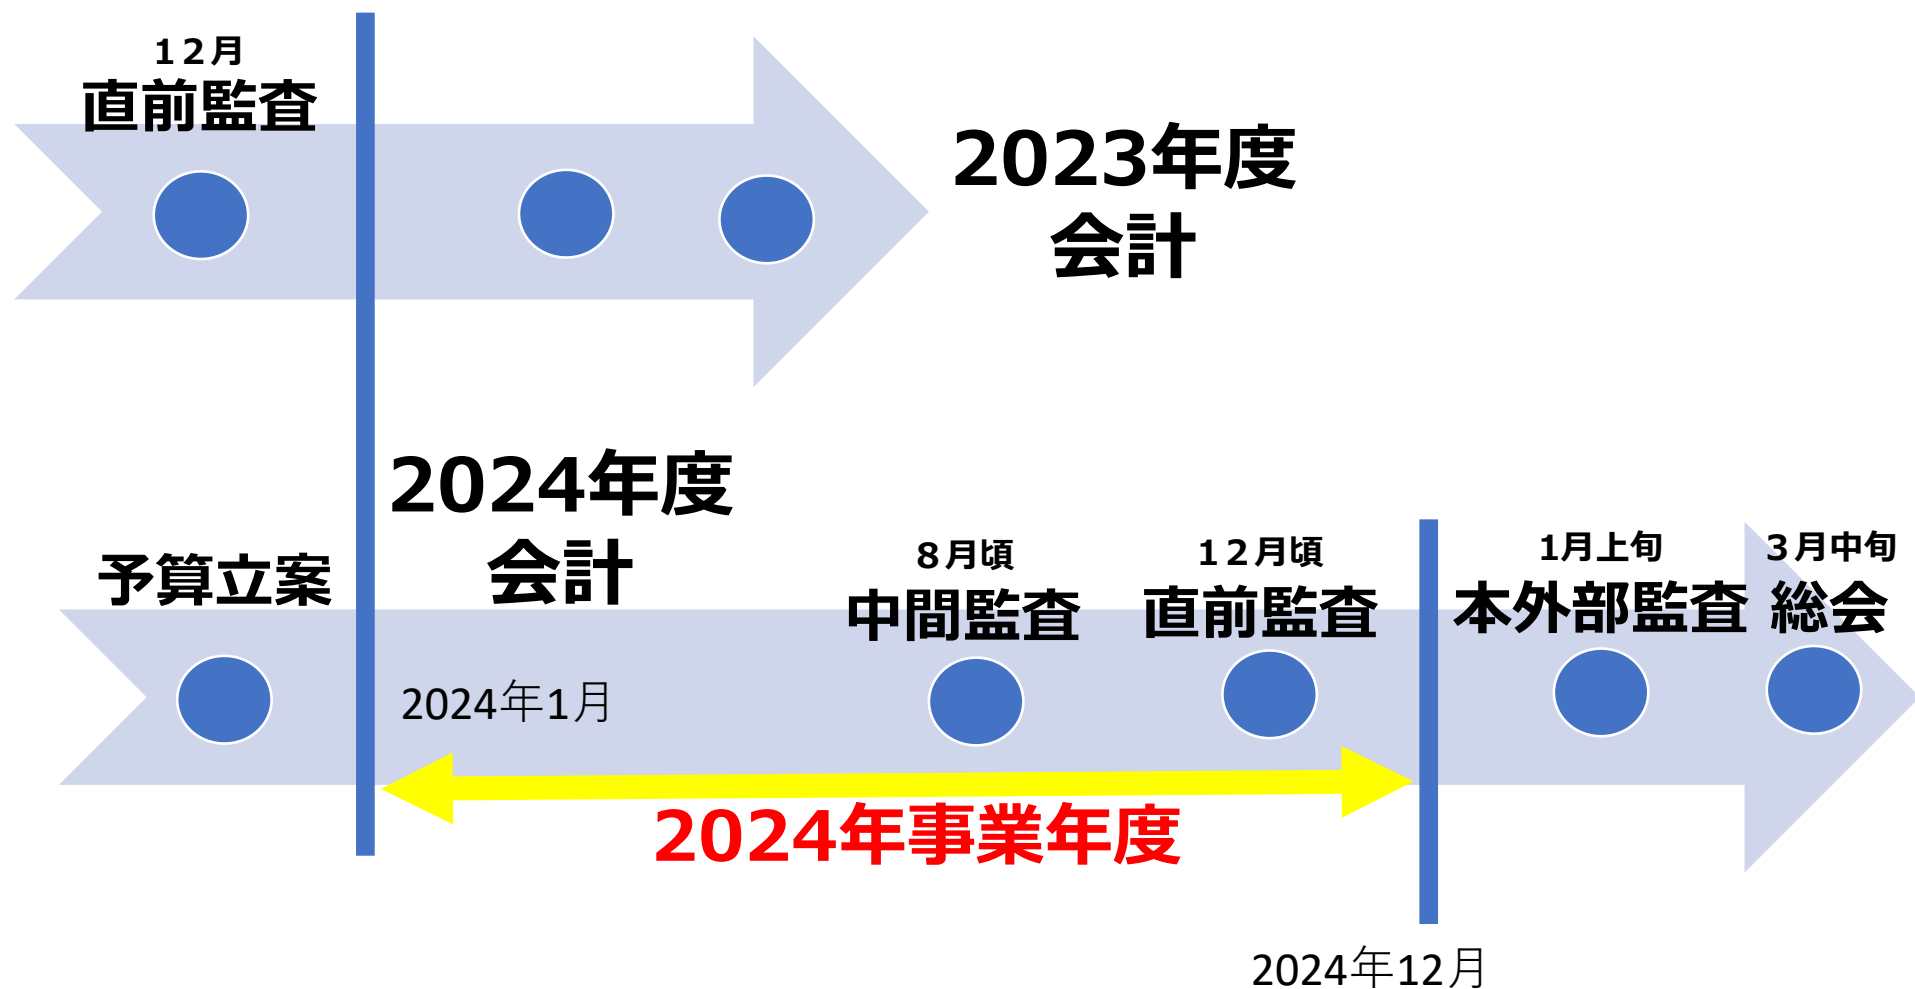 １２月
直前監査
2023年度
会計
2024年度
会計
予算立案
８月頃
中間監査
１２月頃
直前監査
1月上旬
本外部監査
３月中旬
総会
2024年1月
2024年事業年度
2024年12月